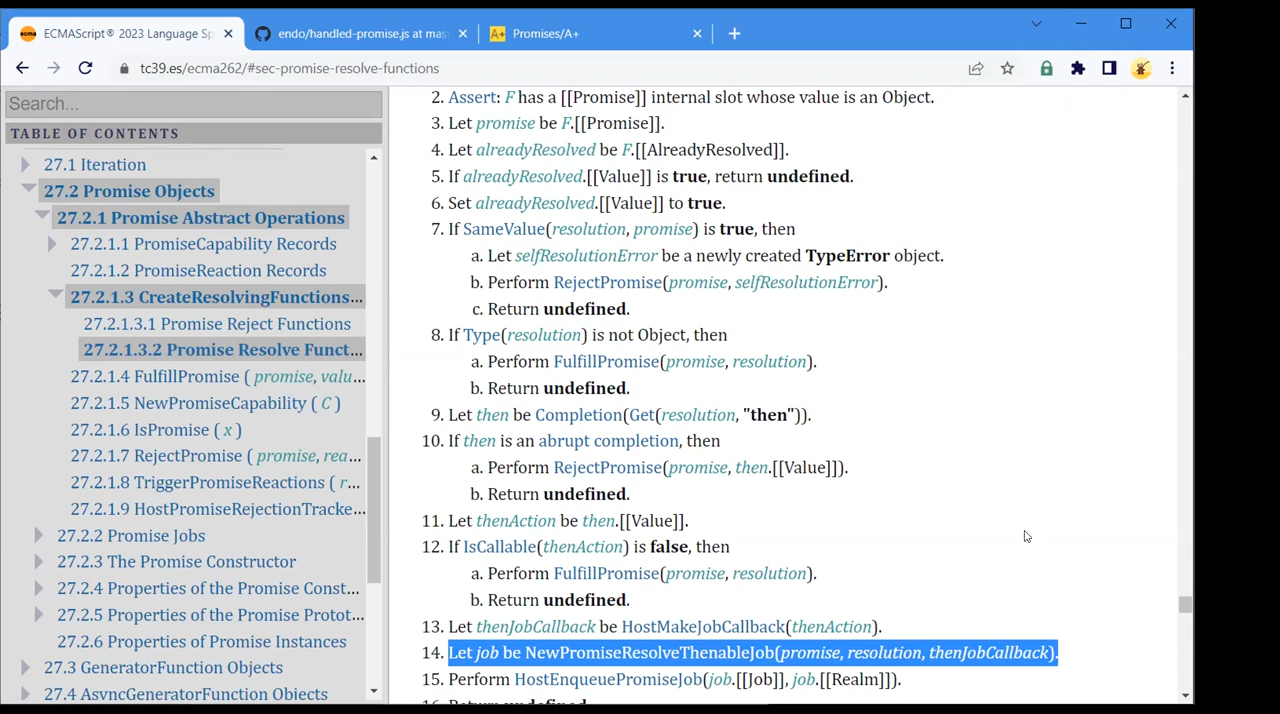 ECMAScript® 2023 Language Sp
endo/handled-promise.js at mas
A+
Promises/A+
tc39.es/ecma262/#sec-promise-resolve-functions
Search...
TABLE OF CONTENTS
27.1 Iteration
27.2 Promise Objects
27.2.1 Promise Abstract Operations
27.2.1.1 PromiseCapability Records
27.2.1.2 PromiseReaction Records
27.2.1.3 CreateResolvingFunctions...
27.2.1.3.1 Promise Reject Functions
27.2.1.3.2 Promise Resolve Funct...
27.2.1.4 FulfillPromise ( promise, valu...
27.2.1.5 NewPromiseCapability ( C )
27.2.1.6 IsPromise ( x )
27.2.1.7 RejectPromise ( promise, rea...
27.2.1.8 TriggerPromiseReactions ( r...
27.2.1.9 HostPromiseRejectionTracke...
27.2.2 Promise Jobs
27.2.3 The Promise Constructor
27.2.4 Properties of the Promise Const...
27.2.5 Properties of the Promise Protot...
27.2.6 Properties of Promise Instances
27.3 GeneratorFunction Objects
27.4 AsyncGeneratorFunction Objects
2. Assert: F has a [[Promise]] internal slot whose value is an Object.
3. Let promise be F.[[Promise]].
4. Let alreadyResolved be F.[[AlreadyResolved]].
5. If alreadyResolved.[[Value]] is true, return undefined.
6. Set alreadyResolved.[[Value]] to true.
7. If SameValue(resolution, promise) is true, then
a. Let selfResolutionError be a newly created TypeError object.
b. Perform RejectPromise(promise, selfResolutionError).
c. Return undefined.
8. If Type(resolution) is not Object, then
a. Perform FulfillPromise(promise, resolution).
b. Return undefined.
9. Let then be Completion(Get(resolution, "then")).
10. If then is an abrupt completion, then
a. Perform RejectPromise(promise, then.[[Value]]).
b. Return undefined.
11. Let thenAction be then.[[Value]].
12. If IsCallable(thenAction) is false, then
a. Perform FulfillPromise(promise, resolution).
b. Return undefined.
13. Let thenJobCallback be HostMakeJobCallback(thenAction).
14. Let job be NewPromiseResolveThenableJob(promise, resolution, thenJobCallback).
15. Perform HostEnqueuePromiseJob(job.[[Job]], job.[[Realm]]).
16. Return undefined.